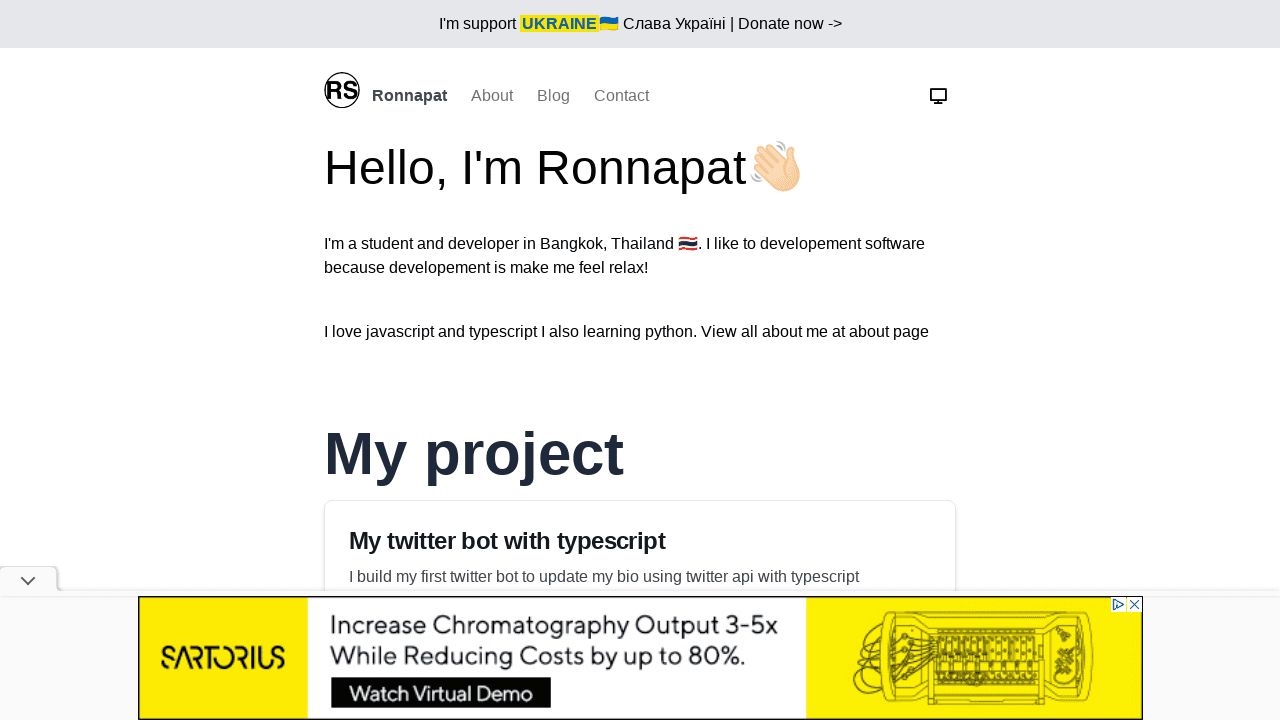 I'm support UKRAINE🇺🇦 Слава Україні | Donate now ->
RS Ronnapat About Blog Contact
Hello, I'm Ronnapat👋🏻
I'm a student and developer in Bangkok, Thailand 🇹🇭. I like to developement software
because developement is make me feel relax!
I love javascript and typescript I also learning python. View all about me at about page
My project
My twitter bot with typescript
I build my first twitter bot to update my bio using twitter api with typescript
SARTORIUS
Increase Chromatography Output 3-5x
While Reducing Costs by up to 80%.
Watch Virtual Demo